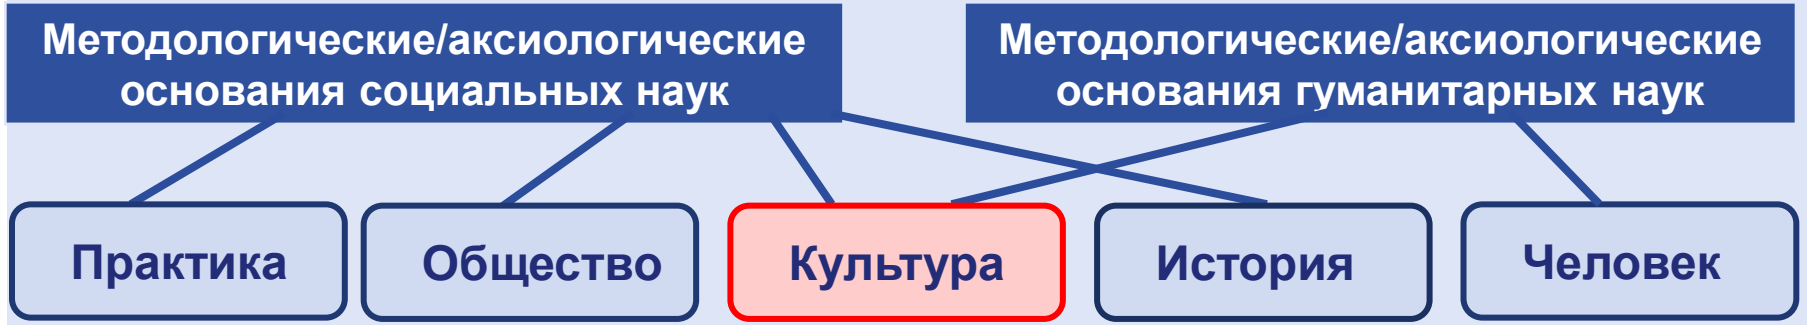 Методологические/аксиологические
основания социальных наук
Методологические/аксиологические
основания гуманитарных наук
Практика
Общество
Культура
История
Человек